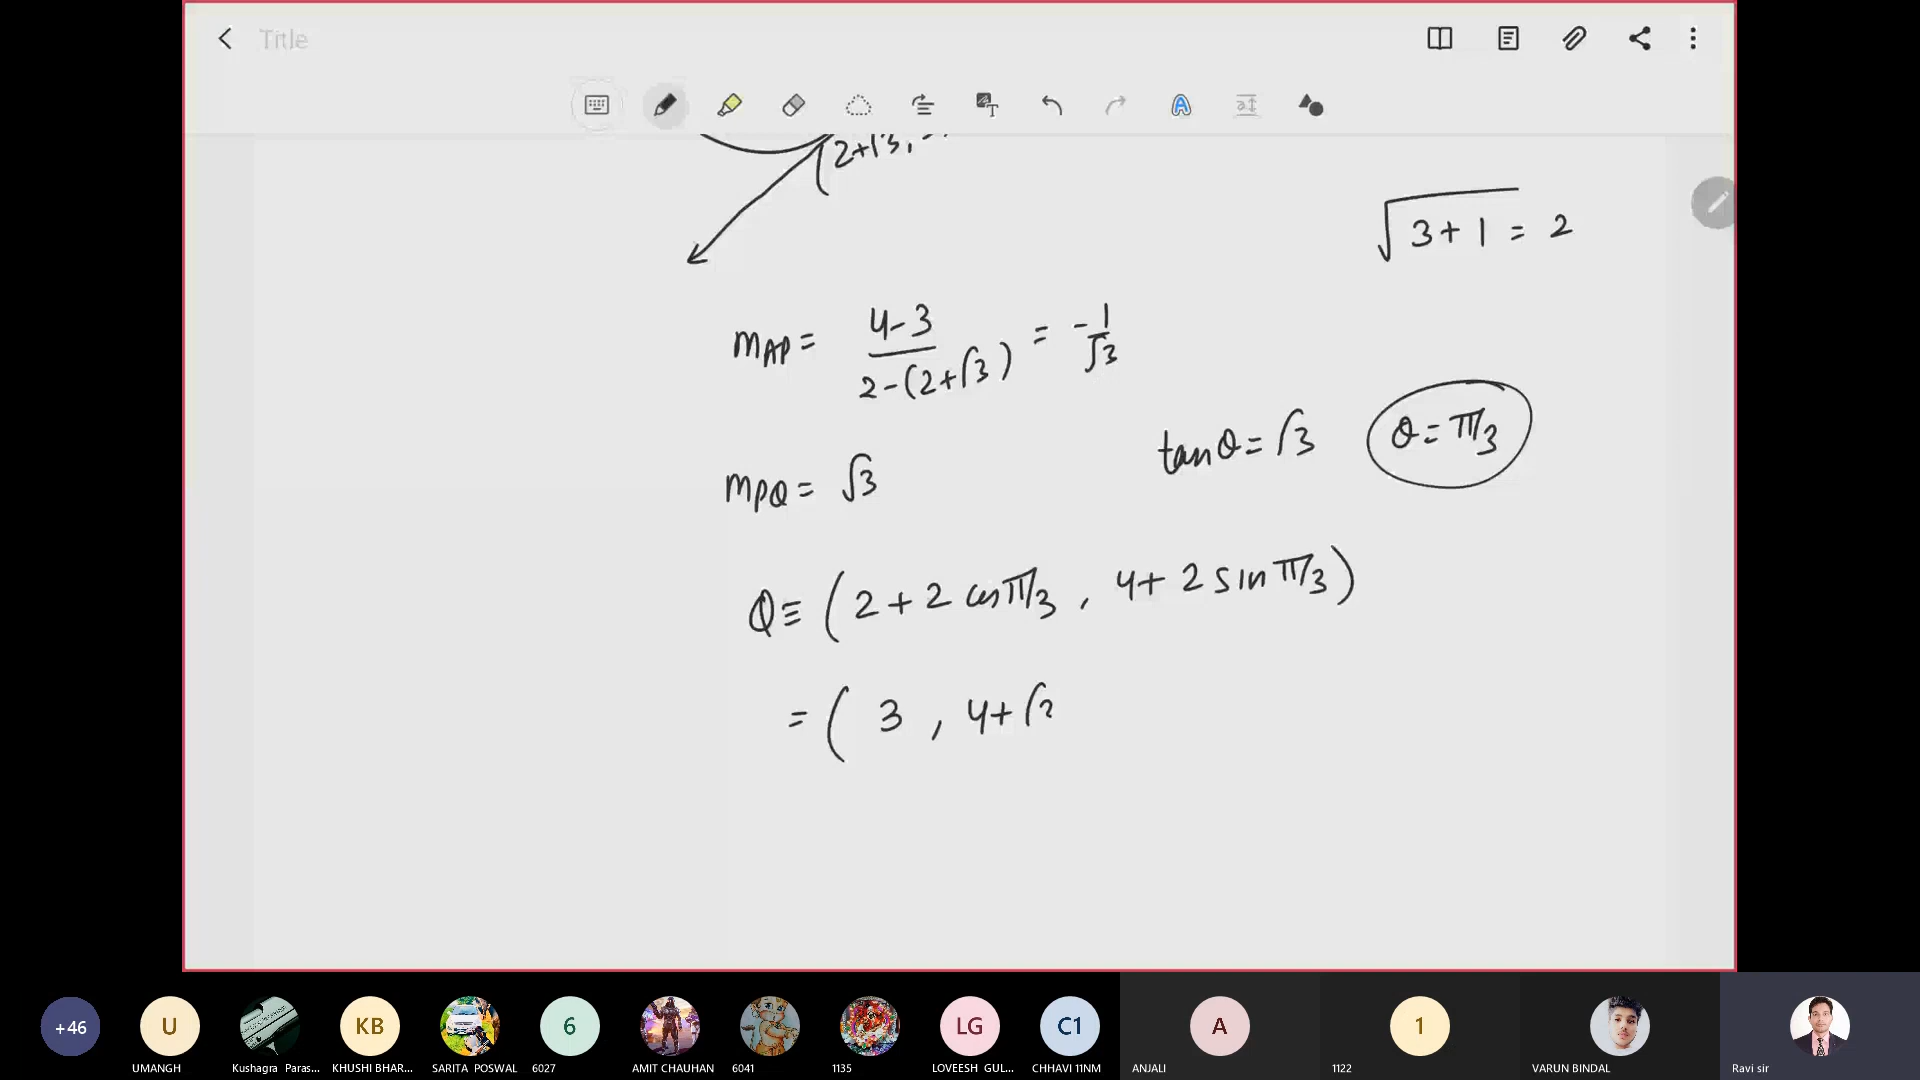 Title
(2+√3,
√3+1 = 2
mAP = 4-3 / 2-(2+√3) = -1/√3
tanθ = √3 θ = π/3
mPQ = √3
Q ≡ (2 + 2 cos π/3 , 4 + 2 sin π/3)
= ( 3 , 4+√3
+46 U KB 6 LG C1 A 1
UMANGH Kushagra Paras... KHUSHI BHAR... SARITA POSWAL 6027 AMIT CHAUHAN 6041 1135 LOVEESH GUL... CHHAVI 11NM ANJALI 1122 VARUN BINDAL Ravi sir